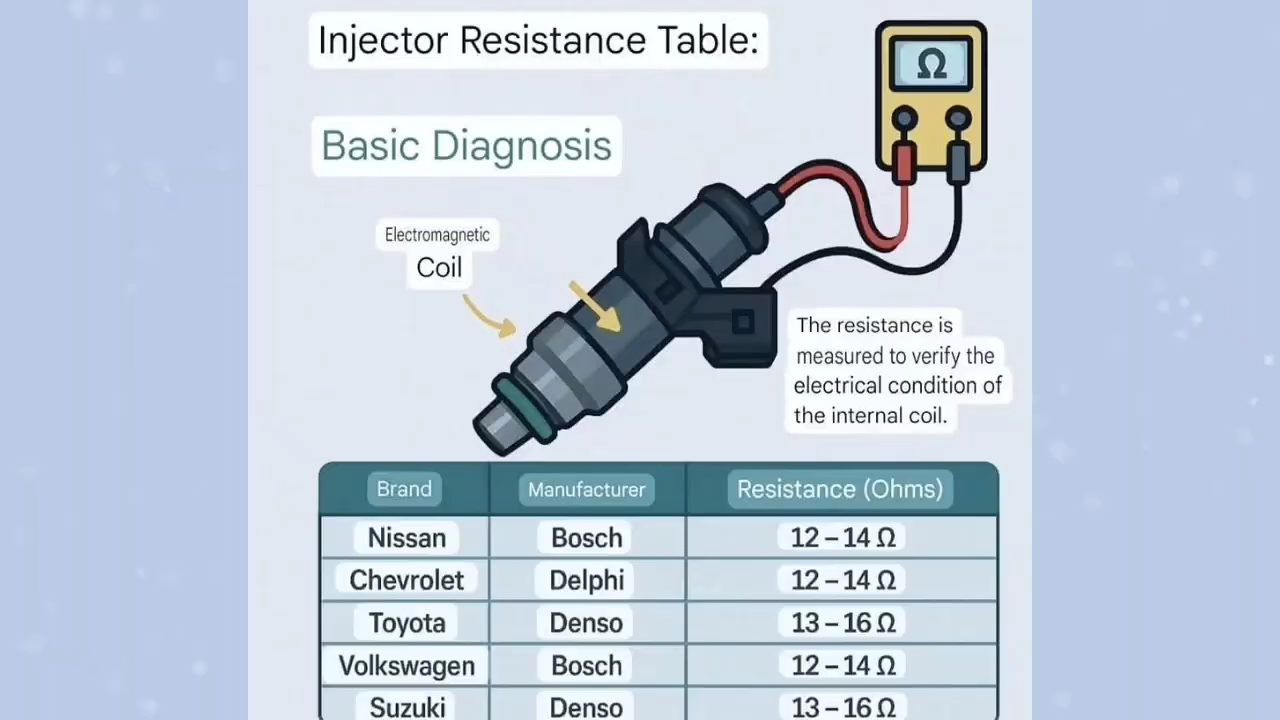 Injector Resistance Table:
Basic Diagnosis
Ω
Electromagnetic
Coil
The resistance is
measured to verify the
electrical condition of
the internal coil.
Brand Manufacturer Resistance (Ohms)
Nissan Bosch 12 – 14 Ω
Chevrolet Delphi 12 – 14 Ω
Toyota Denso 13 – 16 Ω
Volkswagen Bosch 12 – 14 Ω
Suzuki Denso 13 – 16 Ω